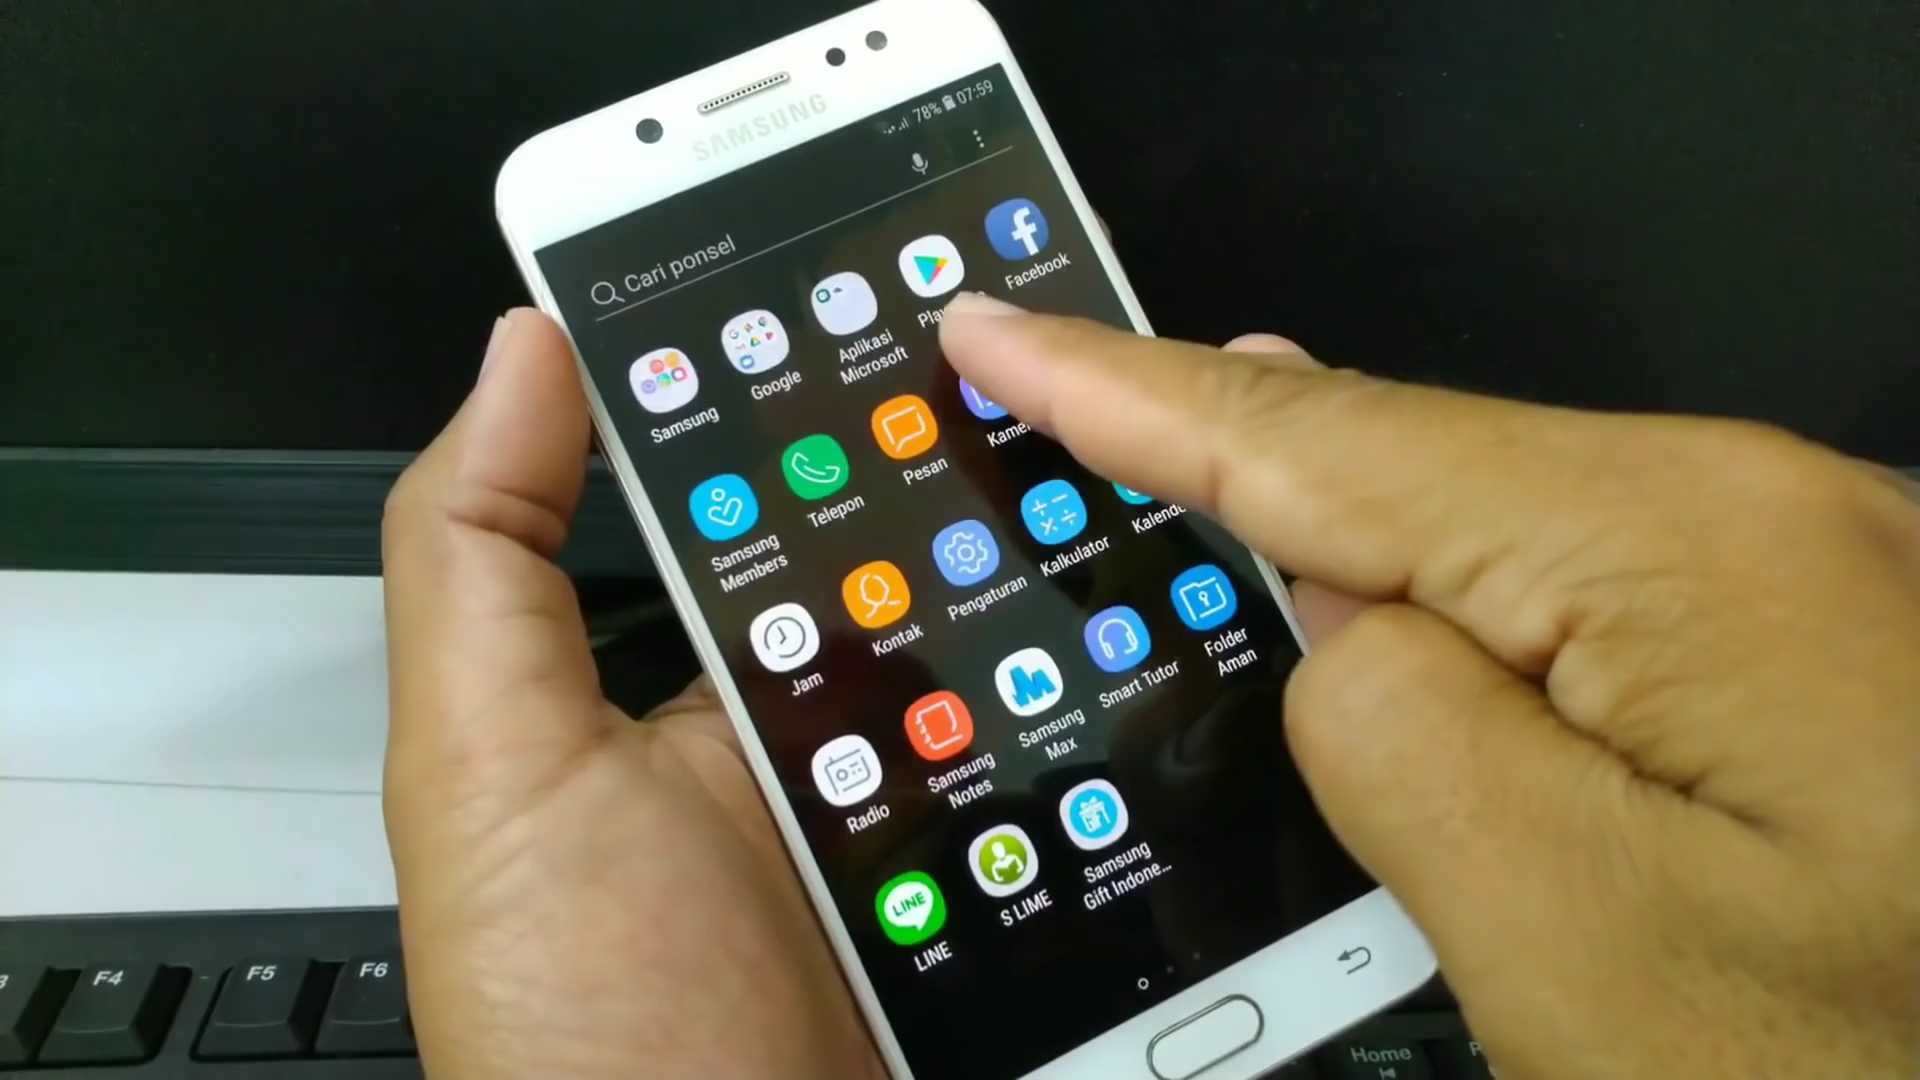 SAMSUNG
78% 07:59
Cari ponsel
Samsung
Google
Aplikasi
Microsoft
Facebook
Samsung
Members
Telepon
Pesan
Jam
Kontak
Pengaturan
Kalkulator
Radio
Samsung
Notes
Samsung
Max
Smart Tutor
Folder
Aman
LINE
LINE
S LIME
Samsung
Gift Indone...
F4
F5
F6
Home